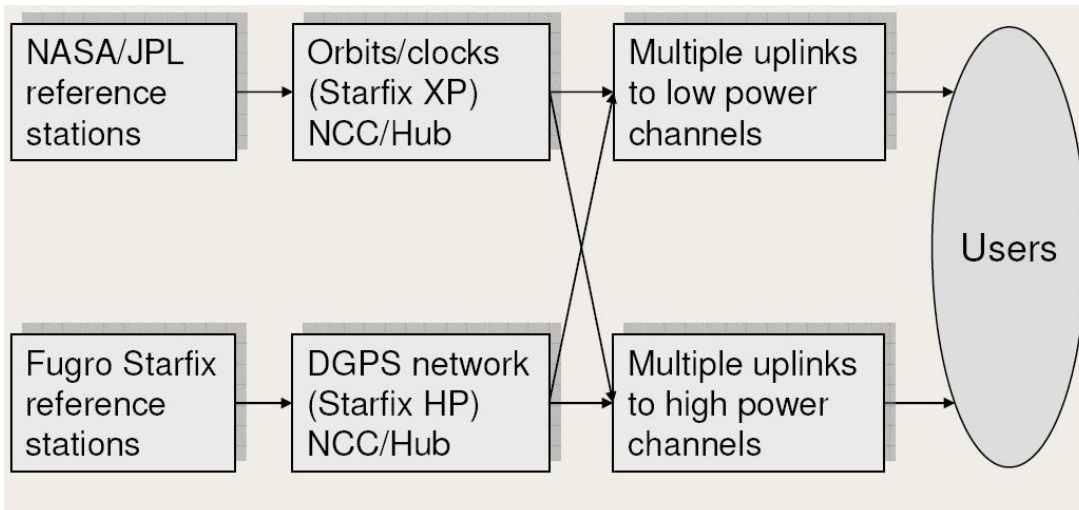 NASA/JPL
reference
stations
Orbits/clocks
(Starfix XP)
NCC/Hub
Multiple uplinks
to low power
channels
Users
Fugro Starfix
reference
stations
DGPS network
(Starfix HP)
NCC/Hub
Multiple uplinks
to high power
channels